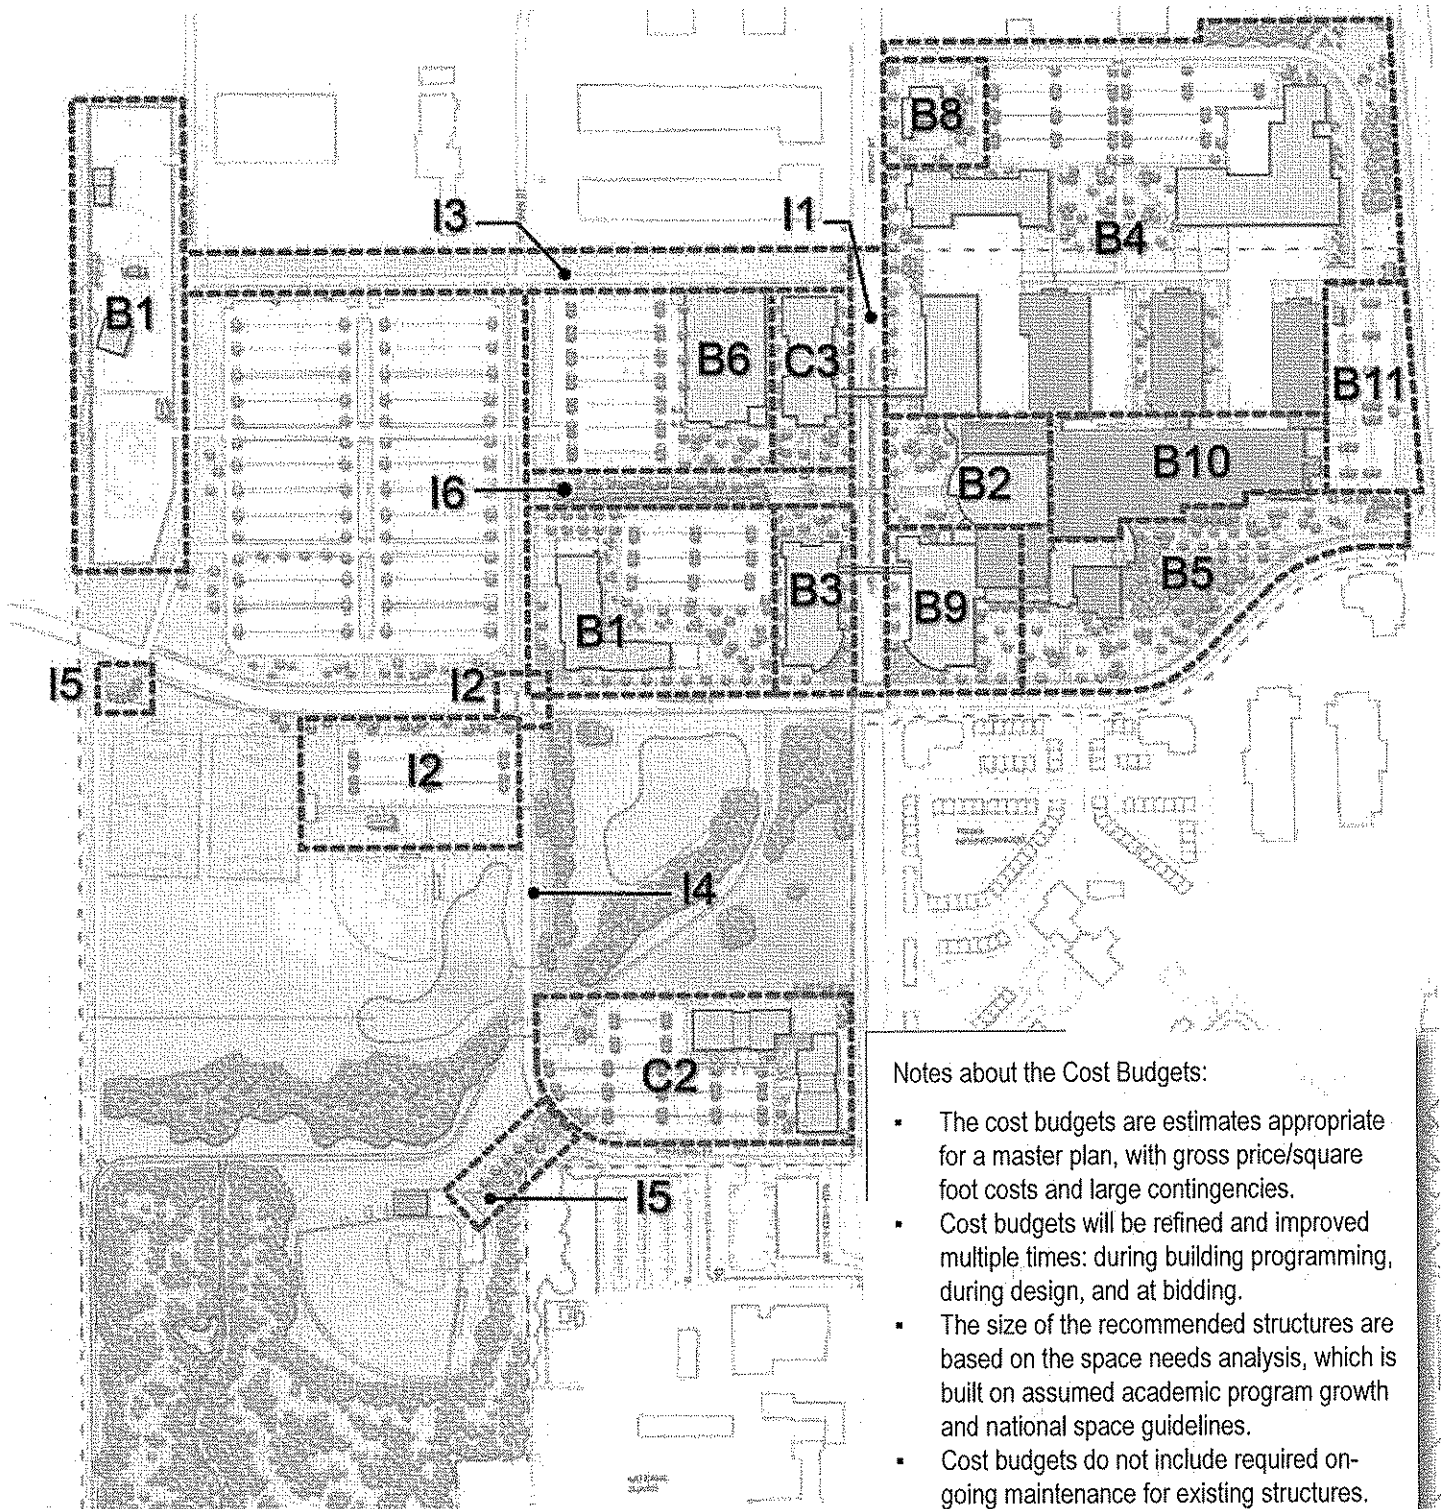 B8
I3
I1
B4
B1
B6
C3
B11
I6
B2
B10
B1
B3
B9
B5
I5
I2
I2
I4
C2
I5
Notes about the Cost Budgets:
▪ The cost budgets are estimates appropriate
for a master plan, with gross price/square
foot costs and large contingencies.
▪ Cost budgets will be refined and improved
multiple times: during building programming,
during design, and at bidding.
▪ The size of the recommended structures are
based on the space needs analysis, which is
built on assumed academic program growth
and national space guidelines.
▪ Cost budgets do not include required on-
going maintenance for existing structures.